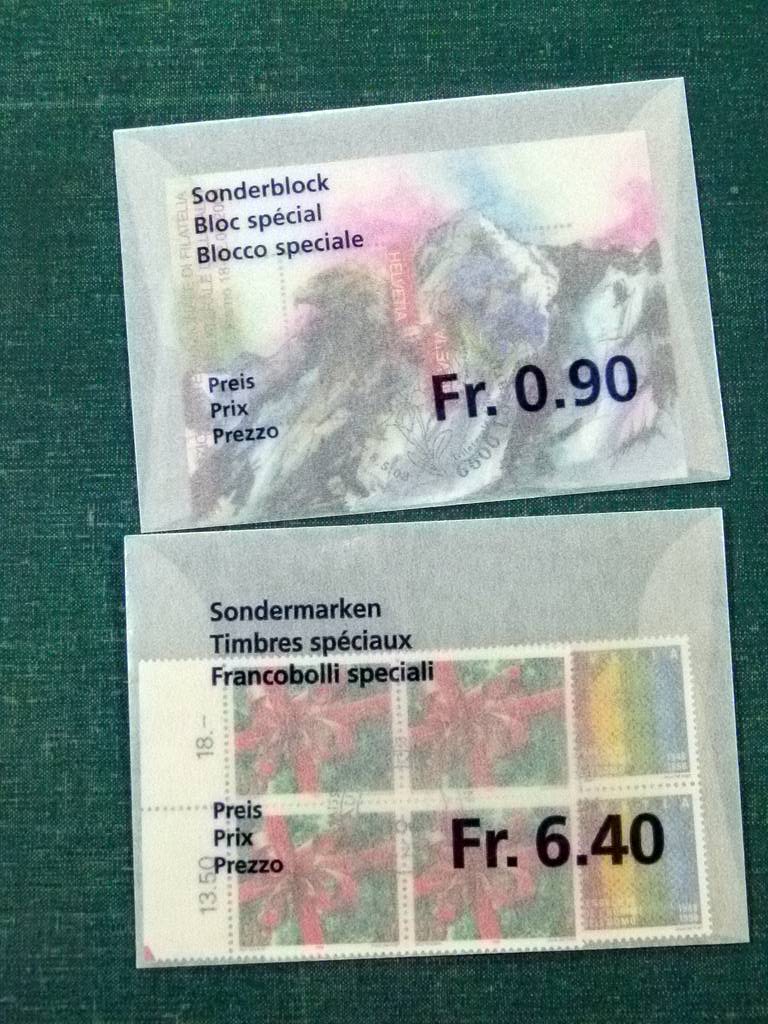 Sonderblock
Bloc spécial
Blocco speciale
HELVETIA
Preis
Prix
Prezzo
Fr. 0.90
Sondermarken
Timbres spéciaux
Francobolli speciali
18.–
13.50
Preis
Prix
Prezzo
Fr. 6.40